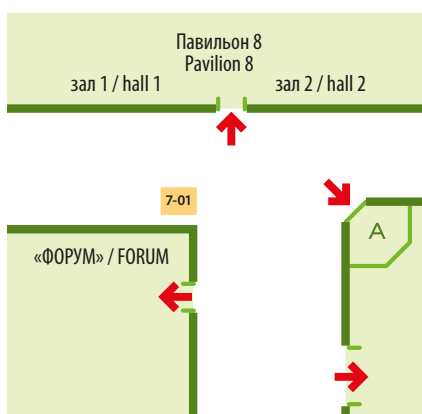 Павильон 8
Pavilion 8
зал 1 / hall 1
зал 2 / hall 2
7-01
A
«ФОРУМ» / FORUM